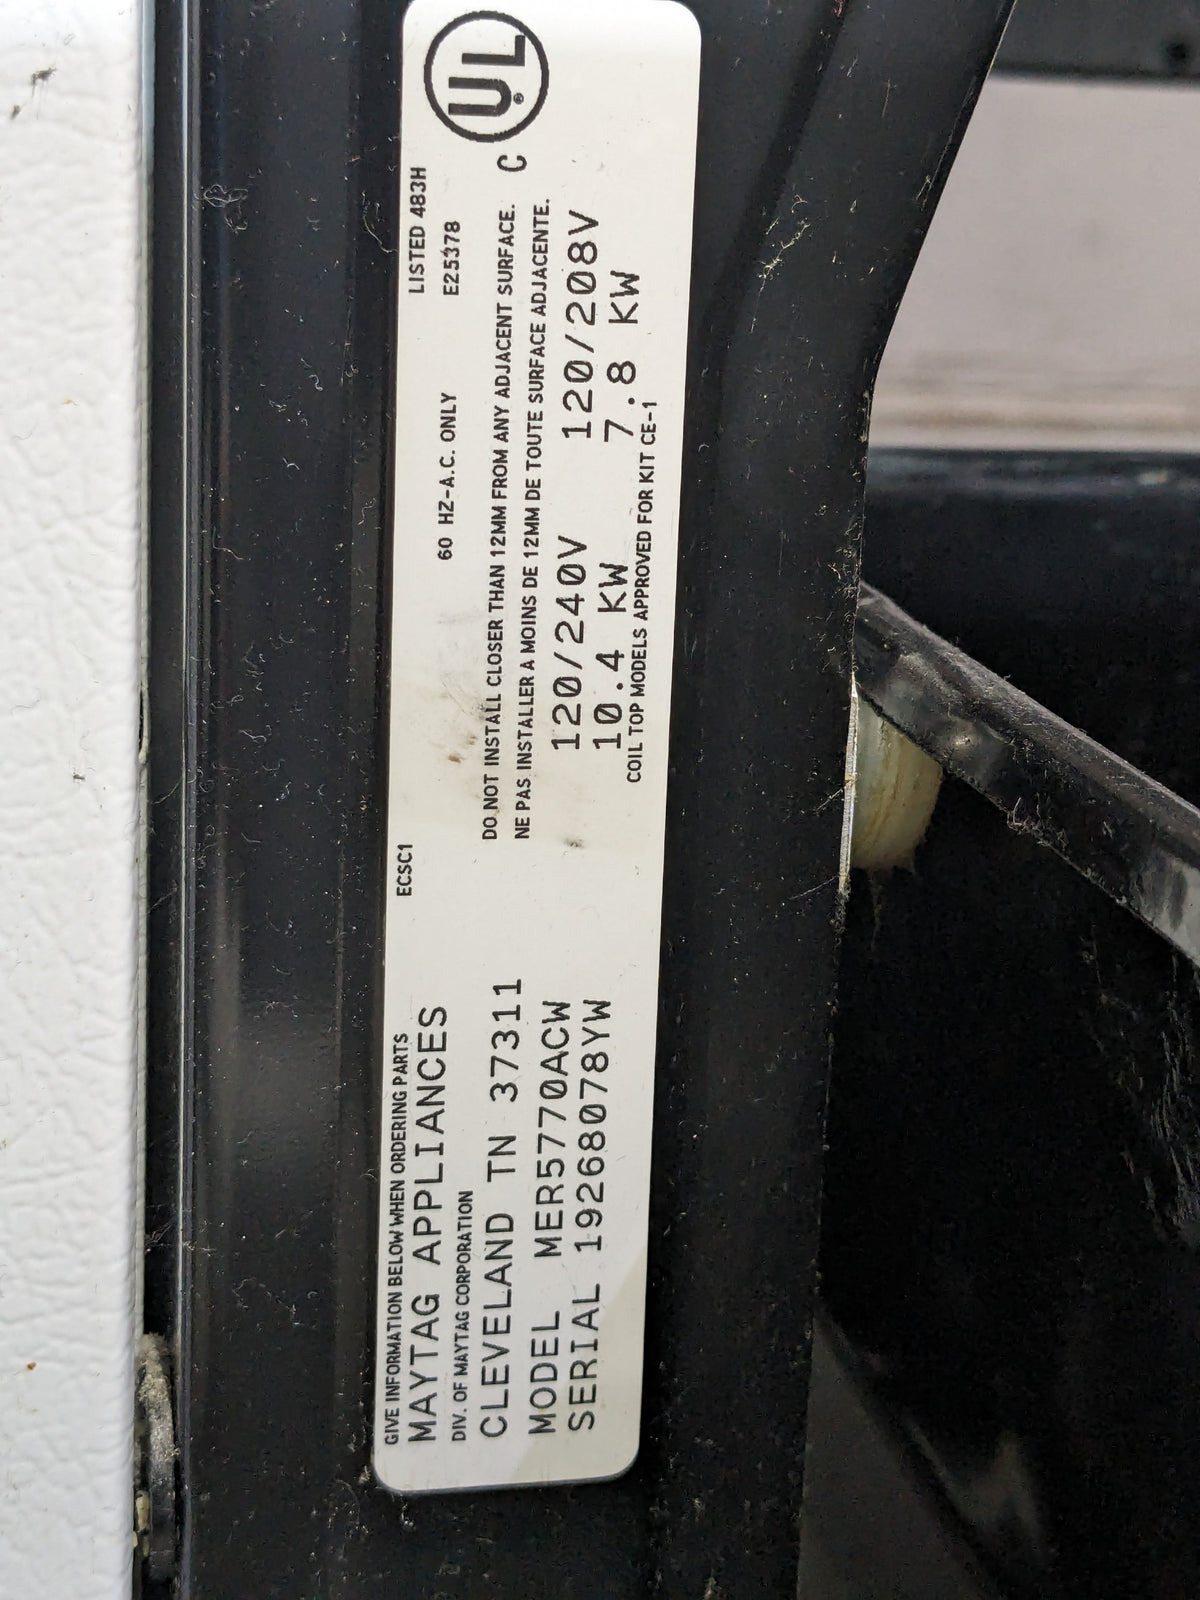 GIVE INFORMATION BELOW WHEN ORDERING PARTS
MAYTAG APPLIANCES
DIV. OF MAYTAG CORPORATION
CLEVELAND TN 37311
MODEL MER5770ACW
SERIAL 19268078YW
ECSC1
60 HZ-A.C. ONLY
LISTED 483H
E25378
C UL ®
DO NOT INSTALL CLOSER THAN 12MM FROM ANY ADJACENT SURFACE.
NE PAS INSTALLER A MOINS DE 12MM DE TOUTE SURFACE ADJACENTE.
120/240V 120/208V
10.4 KW 7.8 KW
COIL TOP MODELS APPROVED FOR KIT CE-1